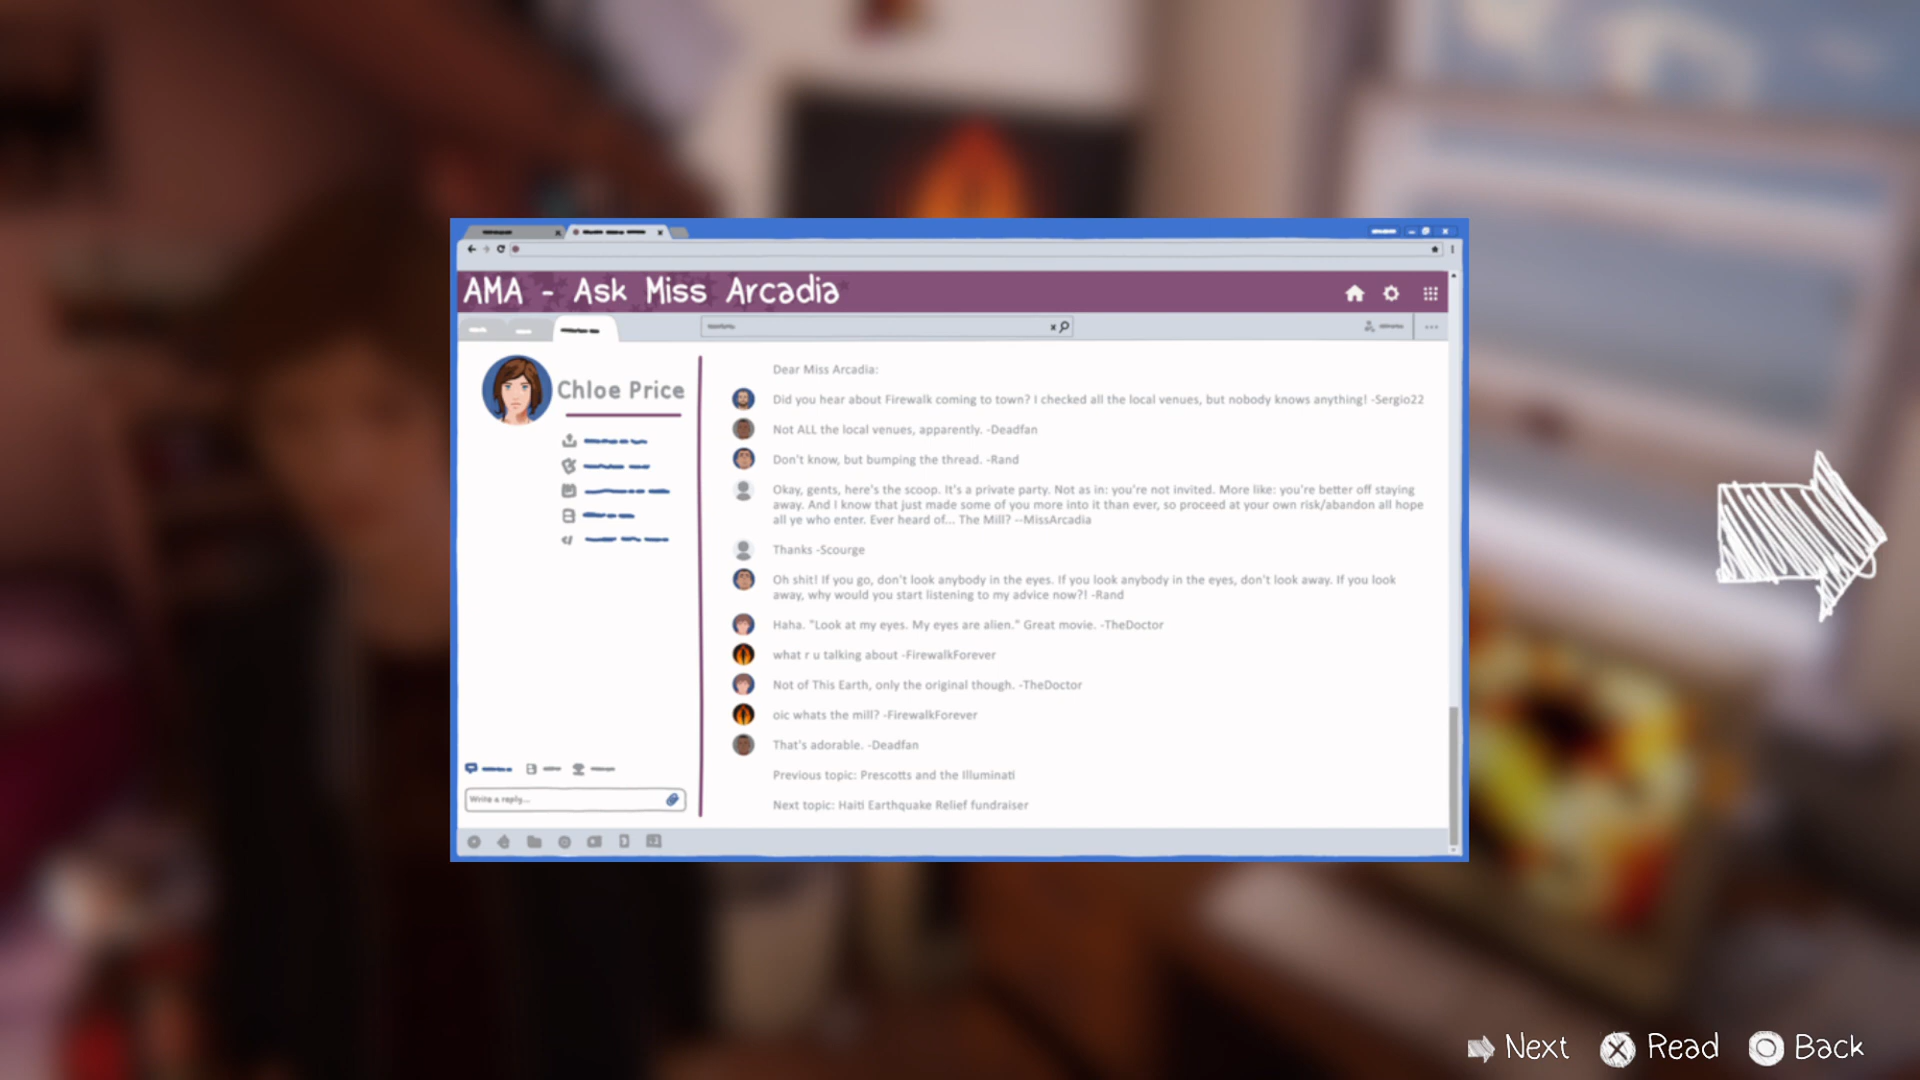 AMA - Ask Miss Arcadia
Chloe Price
Write a reply...
Dear Miss Arcadia:
Did you hear about Firewalk coming to town? I checked all the local venues, but nobody knows anything! -Sergio22
Not ALL the local venues, apparently. -Deadfan
Don't know, but bumping the thread. -Rand
Okay, gents, here's the scoop. It's a private party. Not as in: you're not invited. More like: you're better off staying
away. And I know that just made some of you more into it than ever, so proceed at your own risk/abandon all hope
all ye who enter. Ever heard of... The Mill? --MissArcadia
Thanks -Scourge
Oh shit! If you go, don't look anybody in the eyes. If you look anybody in the eyes, don't look away. If you look
away, why would you start listening to my advice now?! -Rand
Haha. "Look at my eyes. My eyes are alien." Great movie. -TheDoctor
what r u talking about -FirewalkForever
Not of This Earth, only the original though. -TheDoctor
oic whats the mill? -FirewalkForever
That's adorable. -Deadfan
Previous topic: Prescotts and the Illuminati
Next topic: Haiti Earthquake Relief fundraiser
Next Read Back